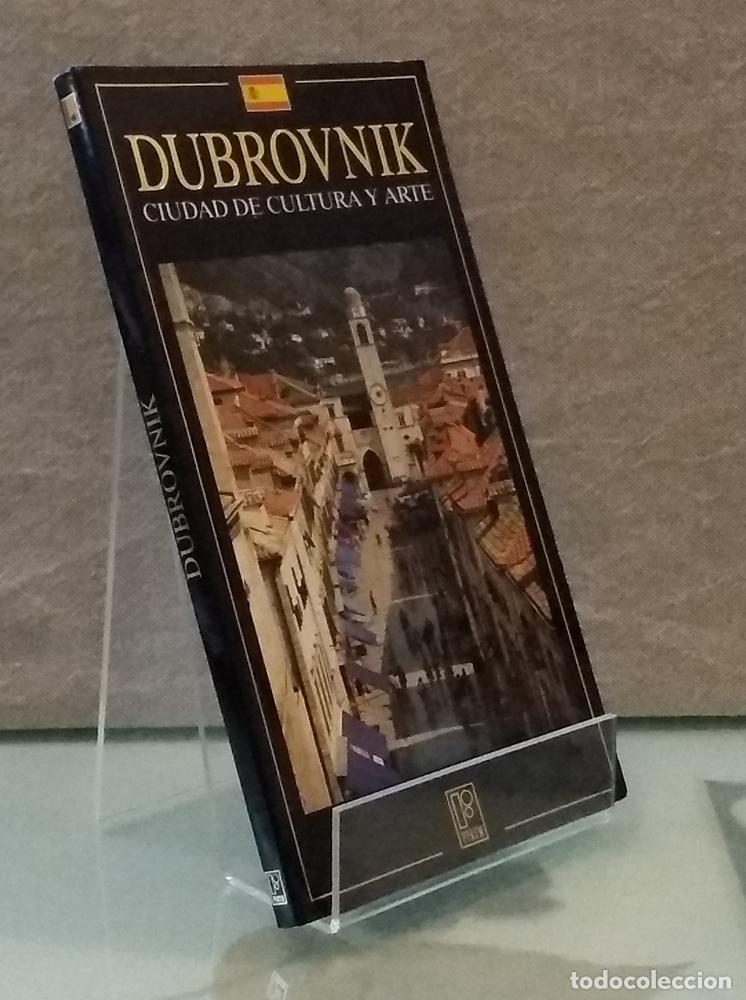 DUBROVNIK
CIUDAD DE CULTURA Y ARTE
DUBROVNIK
todocoleccion